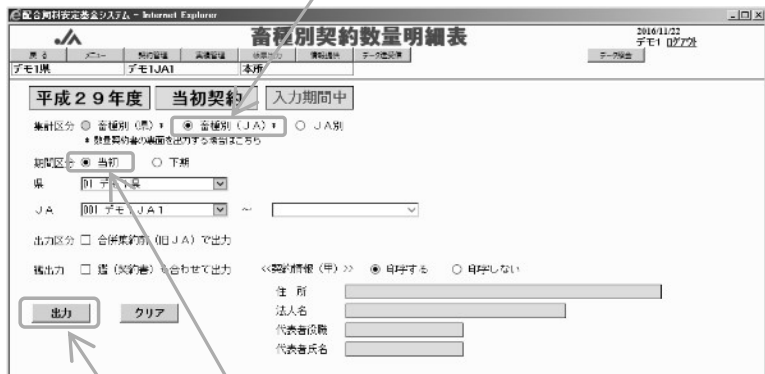 配合飼料安定基金システム - Internet Explorer
畜種別契約数量明細表
2016/11/22
デモ1 ログアウト
戻る メニュー 契約管理 実績管理 帳票出力 情報提供 データ送受信 データ検査
デモ1県 デモ1JA1 本所
平成29年度 当初契約 入力期間中
集計区分 畜種別(県)* 畜種別(JA)* JA別
* 数量契約書の裏面を出力する場合はこちら
期間区分 当初 下期
県 01 デモ1県
JA 001 デモ1JA1 ~
出力区分 合併集約前(旧JA)で出力
鑑出力 鑑(契約書)も合わせて出力 <<契約情報(甲)>> 印字する 印字しない
住 所
出力 クリア 法人名
代表者役職
代表者氏名